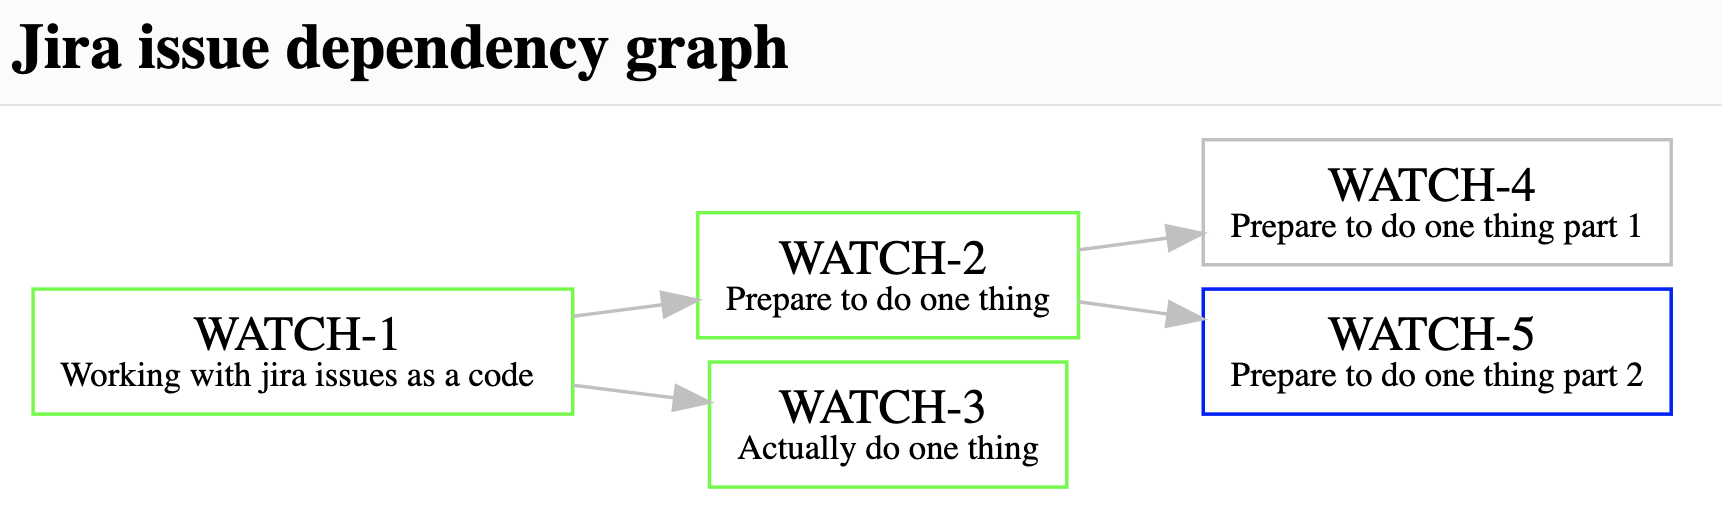 Jira issue dependency graph
WATCH-1
Working with jira issues as a code
WATCH-2
Prepare to do one thing
WATCH-3
Actually do one thing
WATCH-4
Prepare to do one thing part 1
WATCH-5
Prepare to do one thing part 2